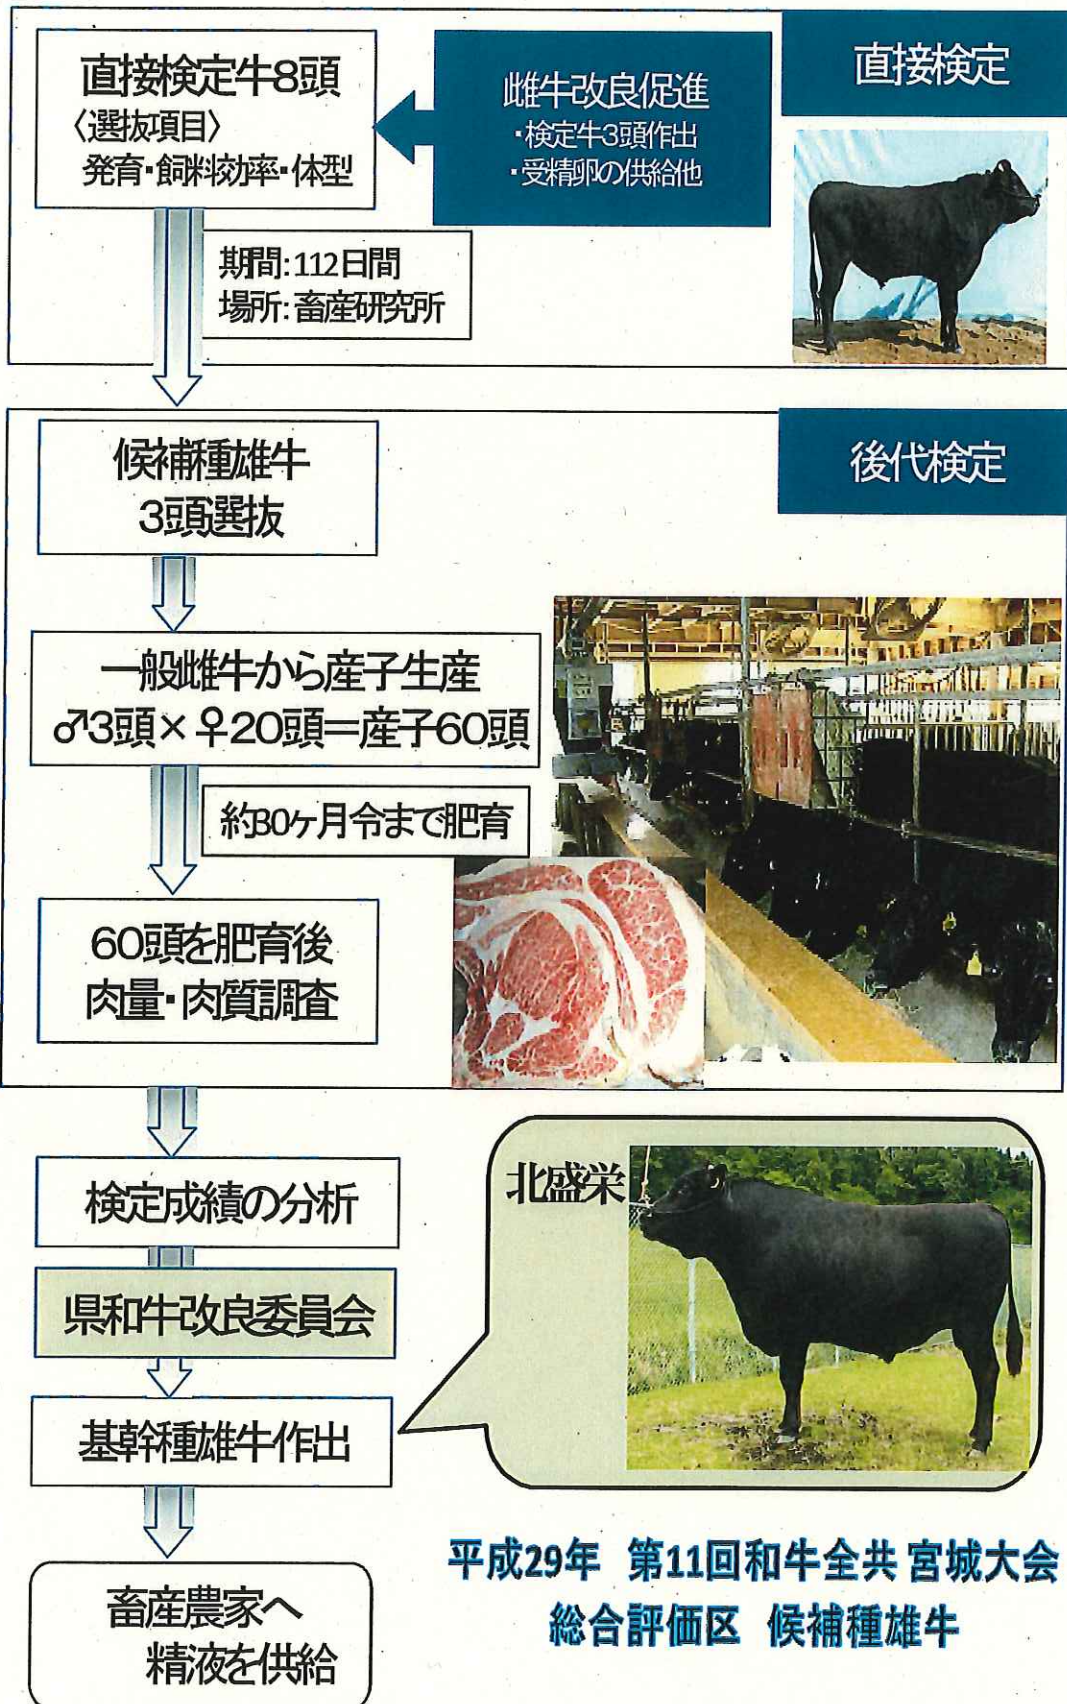 直接検定
直接検定牛8頭
〈選抜項目〉
発育・飼料効率・体型
雌牛改良促進
・検定牛3頭作出
・受精卵の供給他
期間:112日間
場所:畜産研究所
後代検定
候補種雄牛
3頭選抜
一般雌牛から産子生産
♂3頭×♀20頭=産子60頭
約30ヶ月令まで肥育
60頭を肥育後
肉量・肉質調査
検定成績の分析
県和牛改良委員会
基幹種雄牛作出
北盛栄
畜産農家へ
精液を供給
平成29年 第11回和牛全共 宮城大会
総合評価区 候補種雄牛